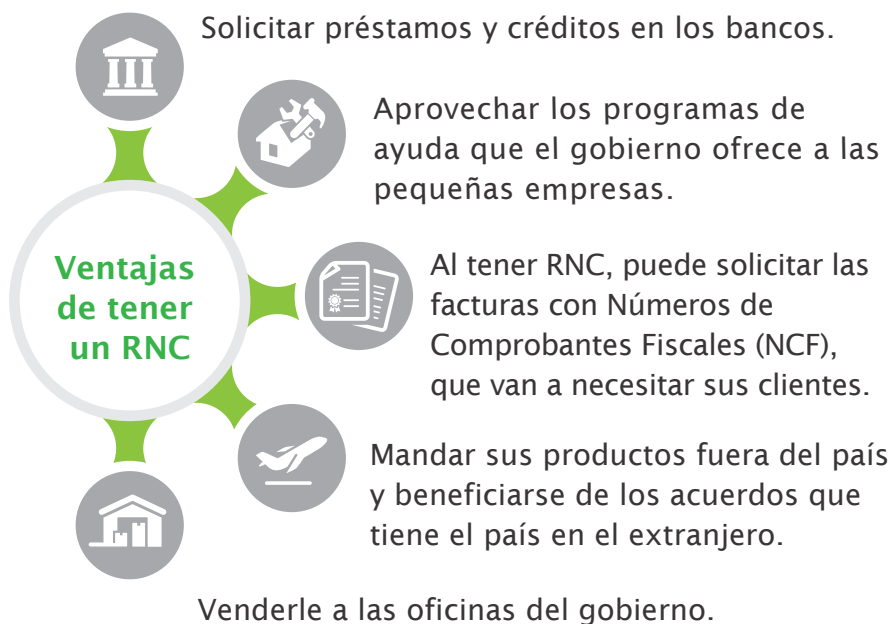 Solicitar préstamos y créditos en los bancos.
Aprovechar los programas de
ayuda que el gobierno ofrece a las
pequeñas empresas.
Ventajas
de tener
un RNC
Al tener RNC, puede solicitar las
facturas con Números de
Comprobantes Fiscales (NCF),
que van a necesitar sus clientes.
Mandar sus productos fuera del país
y beneficiarse de los acuerdos que
tiene el país en el extranjero.
Venderle a las oficinas del gobierno.